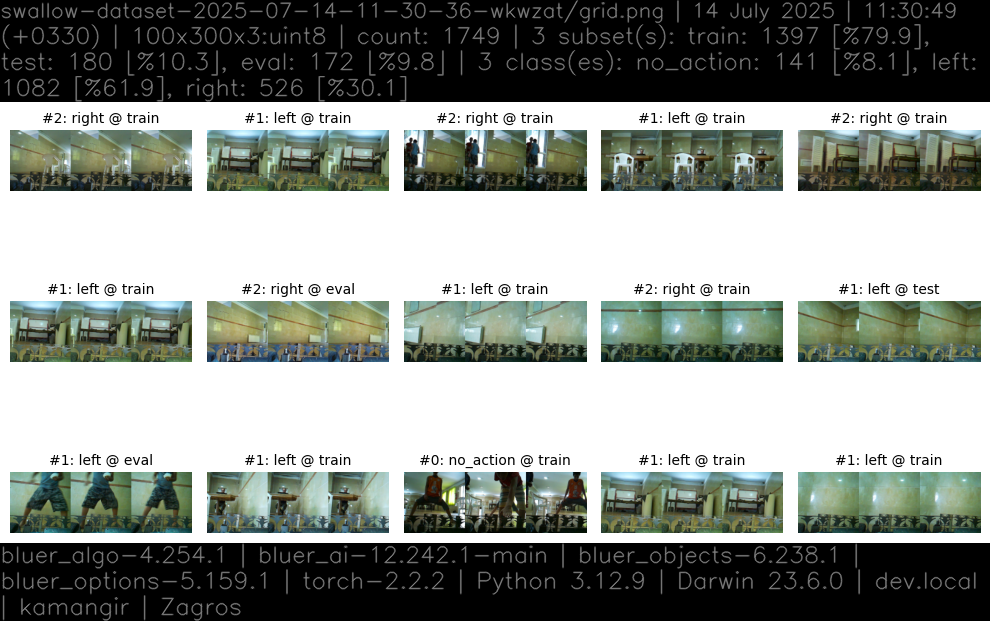 swallow-dataset-2025-07-14-11-30-36-wkwzat/grid.png | 14 July 2025 | 11:30:49
(+0330) | 100x300x3:uint8 | count: 1749 | 3 subset(s): train: 1397 [%79.9],
test: 180 [%10.3], eval: 172 [%9.8] | 3 class(es): no_action: 141 [%8.1], left:
1082 [%61.9], right: 526 [%30.1]
#2: right @ train
#1: left @ train
#2: right @ train
#1: left @ train
#2: right @ train
#1: left @ train
#2: right @ eval
#1: left @ train
#2: right @ train
#1: left @ test
#1: left @ eval
#1: left @ train
#0: no_action @ train
#1: left @ train
#1: left @ train
bluer_algo-4.254.1 | bluer_ai-12.242.1-main | bluer_objects-6.238.1 |
bluer_options-5.159.1 | torch-2.2.2 | Python 3.12.9 | Darwin 23.6.0 | dev.local
| kamangir | Zagros